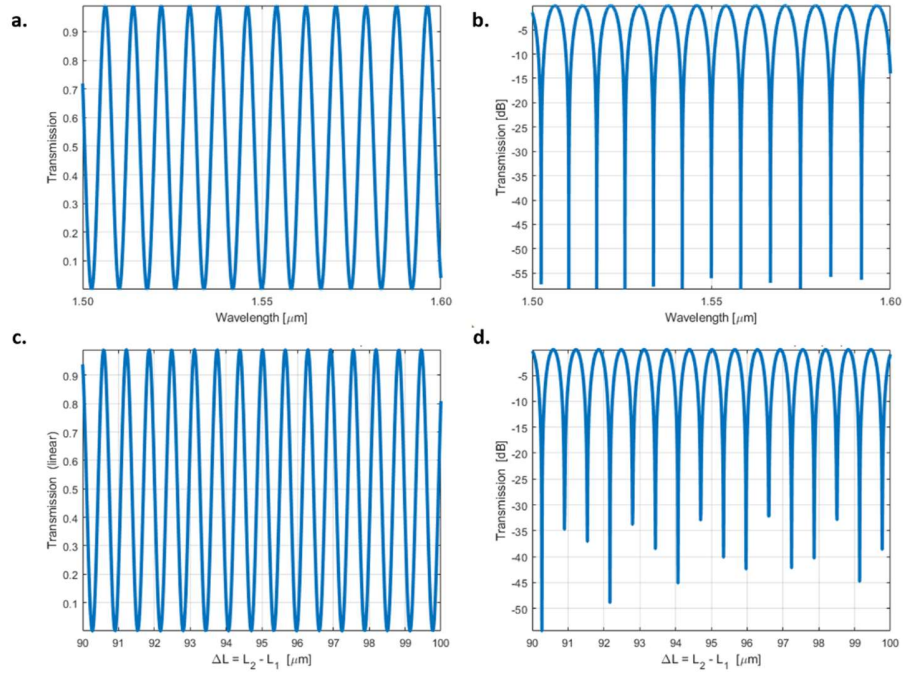 a.
0.9
0.8
0.7
0.6
0.5
0.4
0.3
0.2
0.1
Transmission
1.50 1.55 1.60
Wavelength [μm]
b.
-5
-10
-15
-20
-25
-30
-35
-40
-45
-50
-55
Transmission [dB]
1.50 1.55 1.60
Wavelength [μm]
c.
0.9
0.8
0.7
0.6
0.5
0.4
0.3
0.2
0.1
Transmission (linear)
90 91 92 93 94 95 96 97 98 99 100
ΔL = L₂ - L₁ [μm]
d.
-5
-10
-15
-20
-25
-30
-35
-40
-45
-50
Transmission [dB]
90 91 92 93 94 95 96 97 98 99 100
ΔL = L₂ - L₁ [μm]